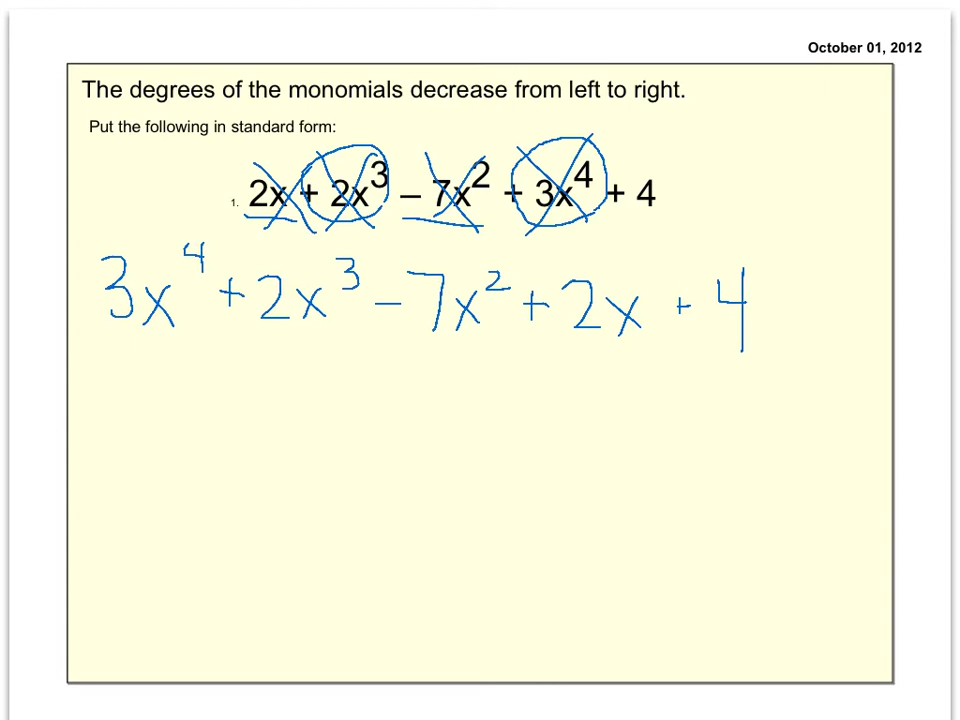 October 01, 2012
The degrees of the monomials decrease from left to right.
Put the following in standard form:
1. 2x + 2x³ – 7x² + 3x⁴ + 4
3x⁴ + 2x³ – 7x² + 2x + 4